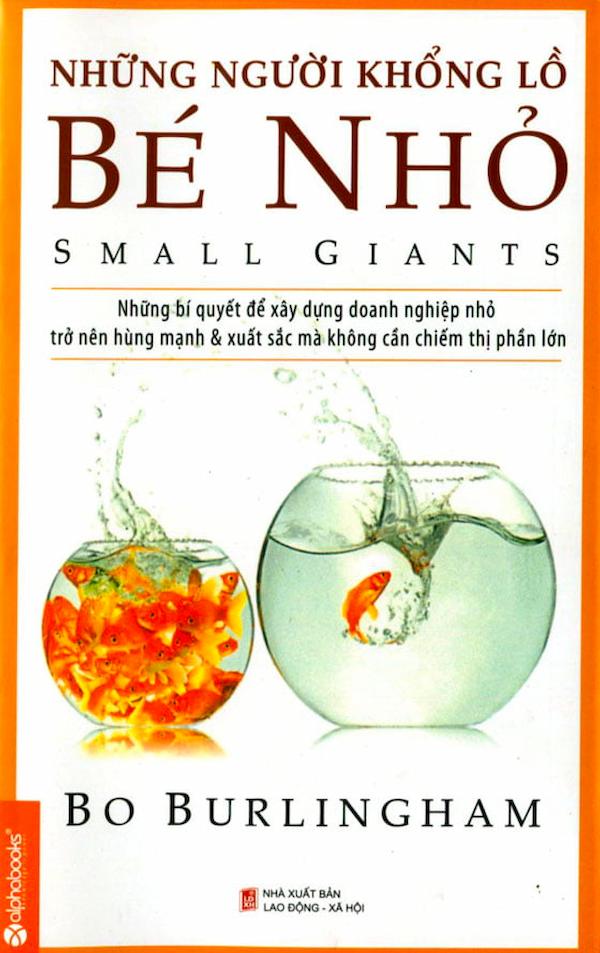 NHỮNG NGƯỜI KHỔNG LỒ
BÉ NHỎ
SMALL GIANTS
Những bí quyết để xây dựng doanh nghiệp nhỏ
trở nên hùng mạnh & xuất sắc mà không cần chiếm thị phần lớn
BO BURLINGHAM
alphabooks®
LĐ
XH
NHÀ XUẤT BẢN
LAO ĐỘNG - XÃ HỘI